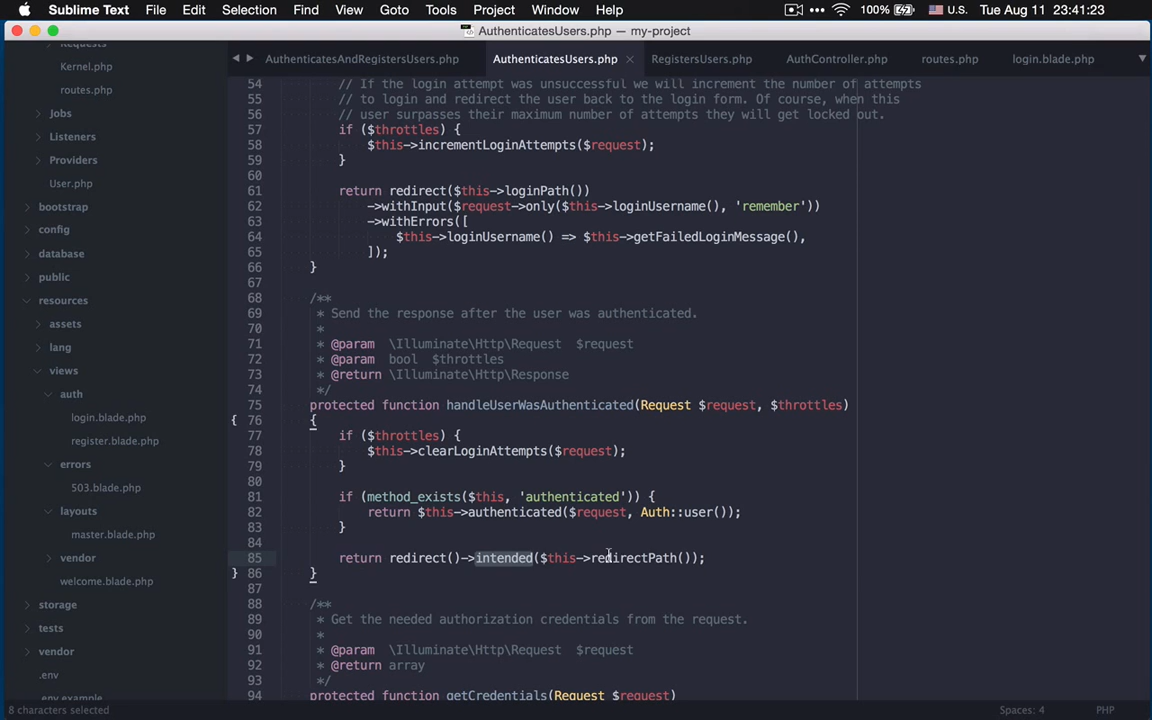 Sublime Text File Edit Selection Find View Goto Tools Project Window Help 100% U.S. Tue Aug 11 23:41:23
AuthenticatesUsers.php — my-project
AuthenticatesAndRegistersUsers.php AuthenticatesUsers.php RegistersUsers.php AuthController.php routes.php login.blade.php
Requests
Kernel.php
routes.php
Jobs
Listeners
Providers
User.php
bootstrap
config
database
public
resources
assets
lang
views
auth
login.blade.php
register.blade.php
errors
503.blade.php
layouts
master.blade.php
vendor
welcome.blade.php
storage
tests
vendor
.env
.env.example
54 // If the login attempt was unsuccessful we will increment the number of attempts
55 // to login and redirect the user back to the login form. Of course, when this
56 // user surpasses their maximum number of attempts they will get locked out.
57 if ($throttles) {
58 $this->incrementLoginAttempts($request);
59 }
60
61 return redirect($this->loginPath())
62 ->withInput($request->only($this->loginUsername(), 'remember'))
63 ->withErrors([
64 $this->loginUsername() => $this->getFailedLoginMessage(),
65 ]);
66 }
67
68 /**
69 * Send the response after the user was authenticated.
70 *
71 * @param \Illuminate\Http\Request $request
72 * @param bool $throttles
73 * @return \Illuminate\Http\Response
74 */
75 protected function handleUserWasAuthenticated(Request $request, $throttles)
{ 76 {
77 if ($throttles) {
78 $this->clearLoginAttempts($request);
79 }
80
81 if (method_exists($this, 'authenticated')) {
82 return $this->authenticated($request, Auth::user());
83 }
84
85 return redirect()->intended($this->redirectPath());
} 86 }
87
88 /**
89 * Get the needed authorization credentials from the request.
90 *
91 * @param \Illuminate\Http\Request $request
92 * @return array
93 */
94 protected function getCredentials(Request $request)
8 characters selected Spaces: 4 PHP